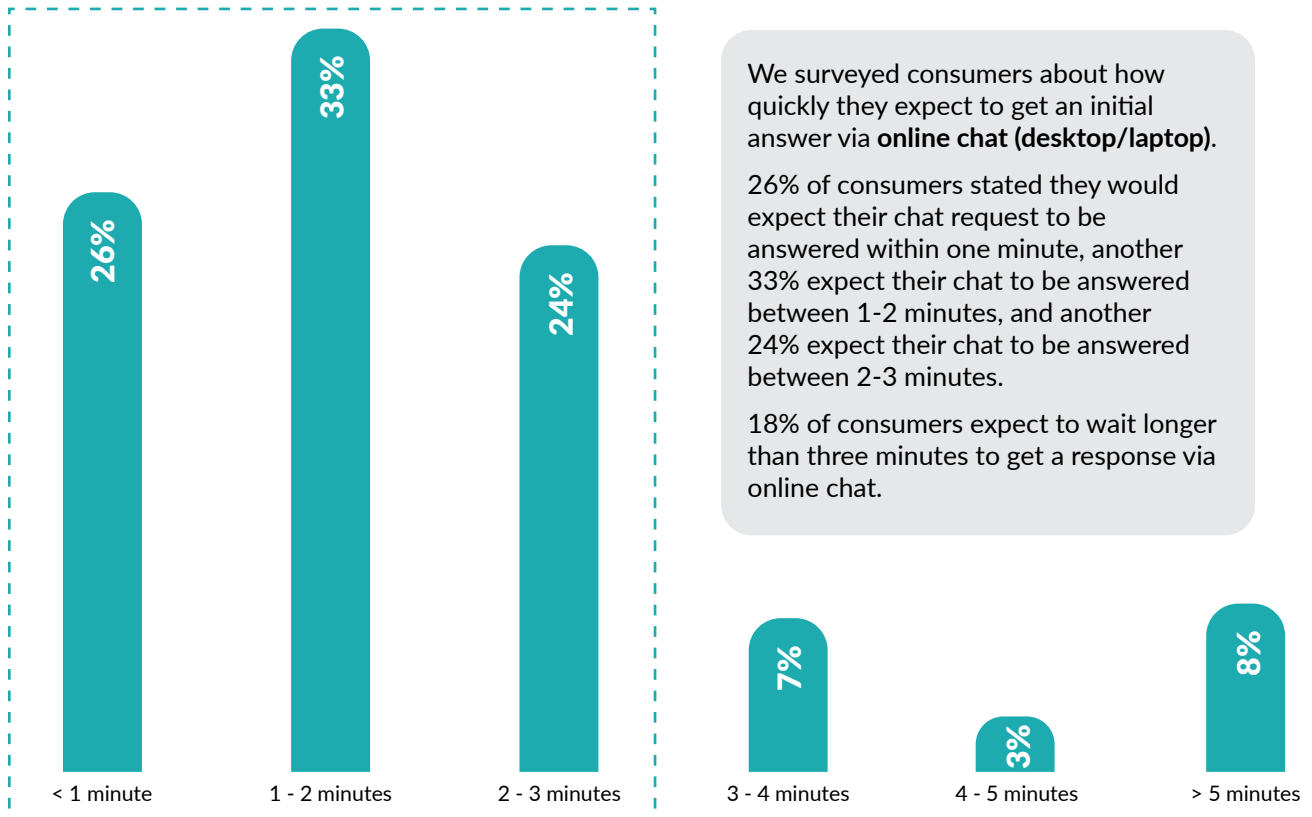 33%
26%
24%
We surveyed consumers about how
quickly they expect to get an initial
answer via online chat (desktop/laptop).
26% of consumers stated they would
expect their chat request to be
answered within one minute, another
33% expect their chat to be answered
between 1-2 minutes, and another
24% expect their chat to be answered
between 2-3 minutes.
18% of consumers expect to wait longer
than three minutes to get a response via
online chat.
7%
3%
8%
< 1 minute
1 - 2 minutes
2 - 3 minutes
3 - 4 minutes
4 - 5 minutes
> 5 minutes